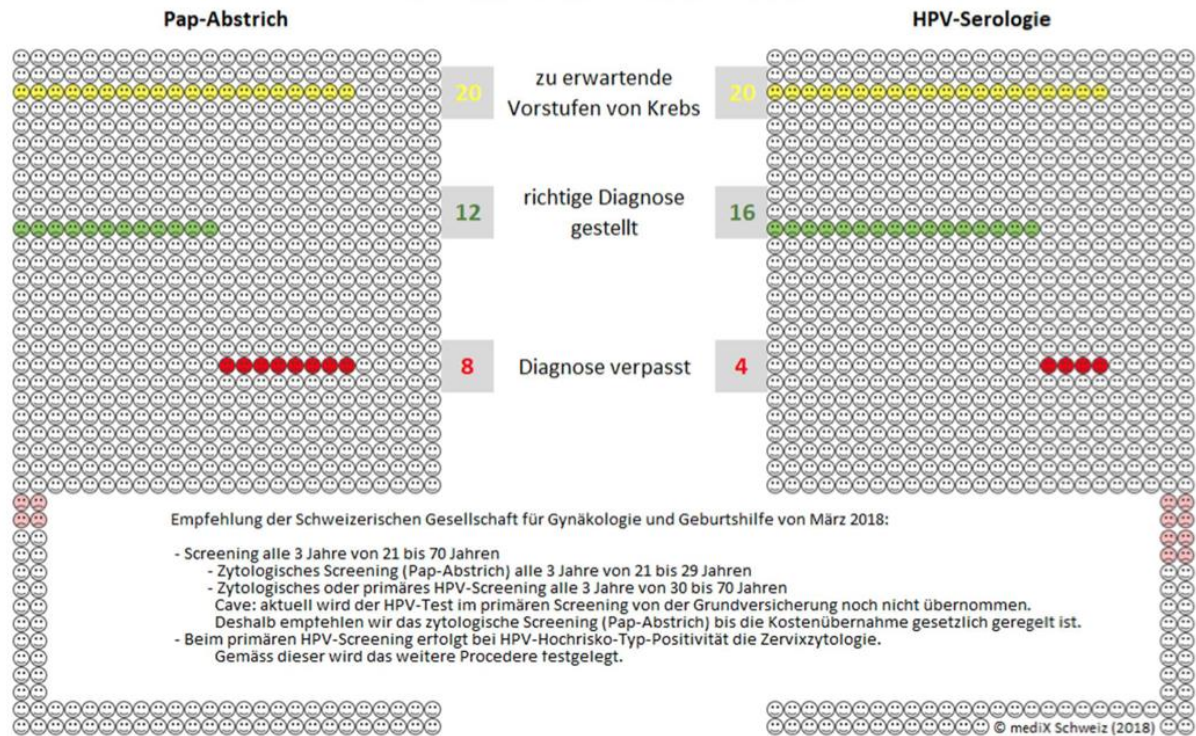 Pap-Abstrich
HPV-Serologie
20
zu erwartende
Vorstufen von Krebs
20
12
richtige Diagnose
gestellt
16
8
Diagnose verpasst
4
Empfehlung der Schweizerischen Gesellschaft für Gynäkologie und Geburtshilfe von März 2018:
- Screening alle 3 Jahre von 21 bis 70 Jahren
- Zytologisches Screening (Pap-Abstrich) alle 3 Jahre von 21 bis 29 Jahren
- Zytologisches oder primäres HPV-Screening alle 3 Jahre von 30 bis 70 Jahren
Cave: aktuell wird der HPV-Test im primären Screening von der Grundversicherung noch nicht übernommen.
Deshalb empfehlen wir das zytologische Screening (Pap-Abstrich) bis die Kostenübernahme gesetzlich geregelt ist.
- Beim primären HPV-Screening erfolgt bei HPV-Hochrisko-Typ-Positivität die Zervixzytologie.
Gemäss dieser wird das weitere Procedere festgelegt.
© mediX Schweiz (2018)